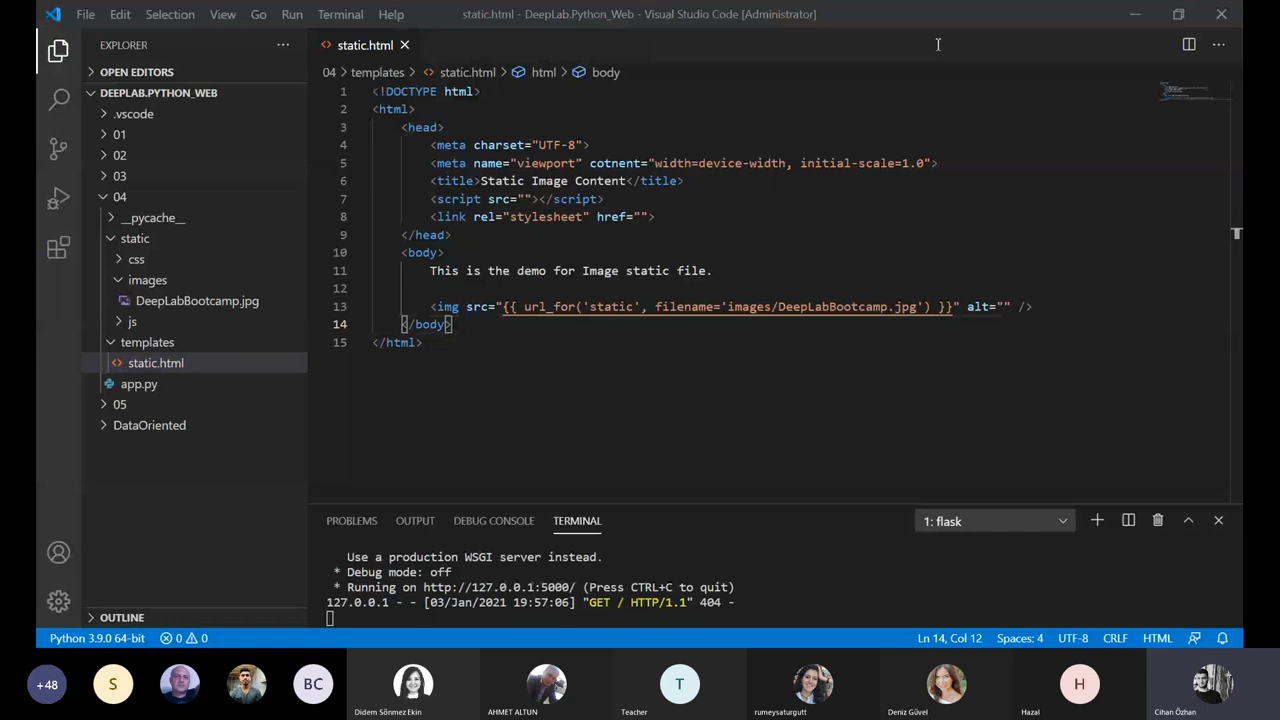 File Edit Selection View Go Run Terminal Help static.html - DeepLab.Python_Web - Visual Studio Code [Administrator]
EXPLORER
static.html
OPEN EDITORS
04 > templates > static.html > html > body
DEEPLAB.PYTHON_WEB
.vscode
01
02
03
04
__pycache__
static
css
images
DeepLabBootcamp.jpg
js
templates
static.html
app.py
05
DataOriented
OUTLINE
1 <!DOCTYPE html>
2 <html>
3 <head>
4 <meta charset="UTF-8">
5 <meta name="viewport" cotnent="width=device-width, initial-scale=1.0">
6 <title>Static Image Content</title>
7 <script src=""></script>
8 <link rel="stylesheet" href="">
9 </head>
10 <body>
11 This is the demo for Image static file.
12
13 <img src="{{ url_for('static', filename='images/DeepLabBootcamp.jpg') }}" alt="" />
14 </body>
15 </html>
PROBLEMS OUTPUT DEBUG CONSOLE TERMINAL 1: flask
Use a production WSGI server instead.
* Debug mode: off
* Running on http://127.0.0.1:5000/ (Press CTRL+C to quit)
127.0.0.1 - - [03/Jan/2021 19:57:06] "GET / HTTP/1.1" 404 -
Python 3.9.0 64-bit 0 0 Ln 14, Col 12 Spaces: 4 UTF-8 CRLF HTML
+48 S BC T H
Didem Sönmez Ekin AHMET ALTUN Teacher rumeysaturgutt Deniz Güvel Hazal Cihan Özhan